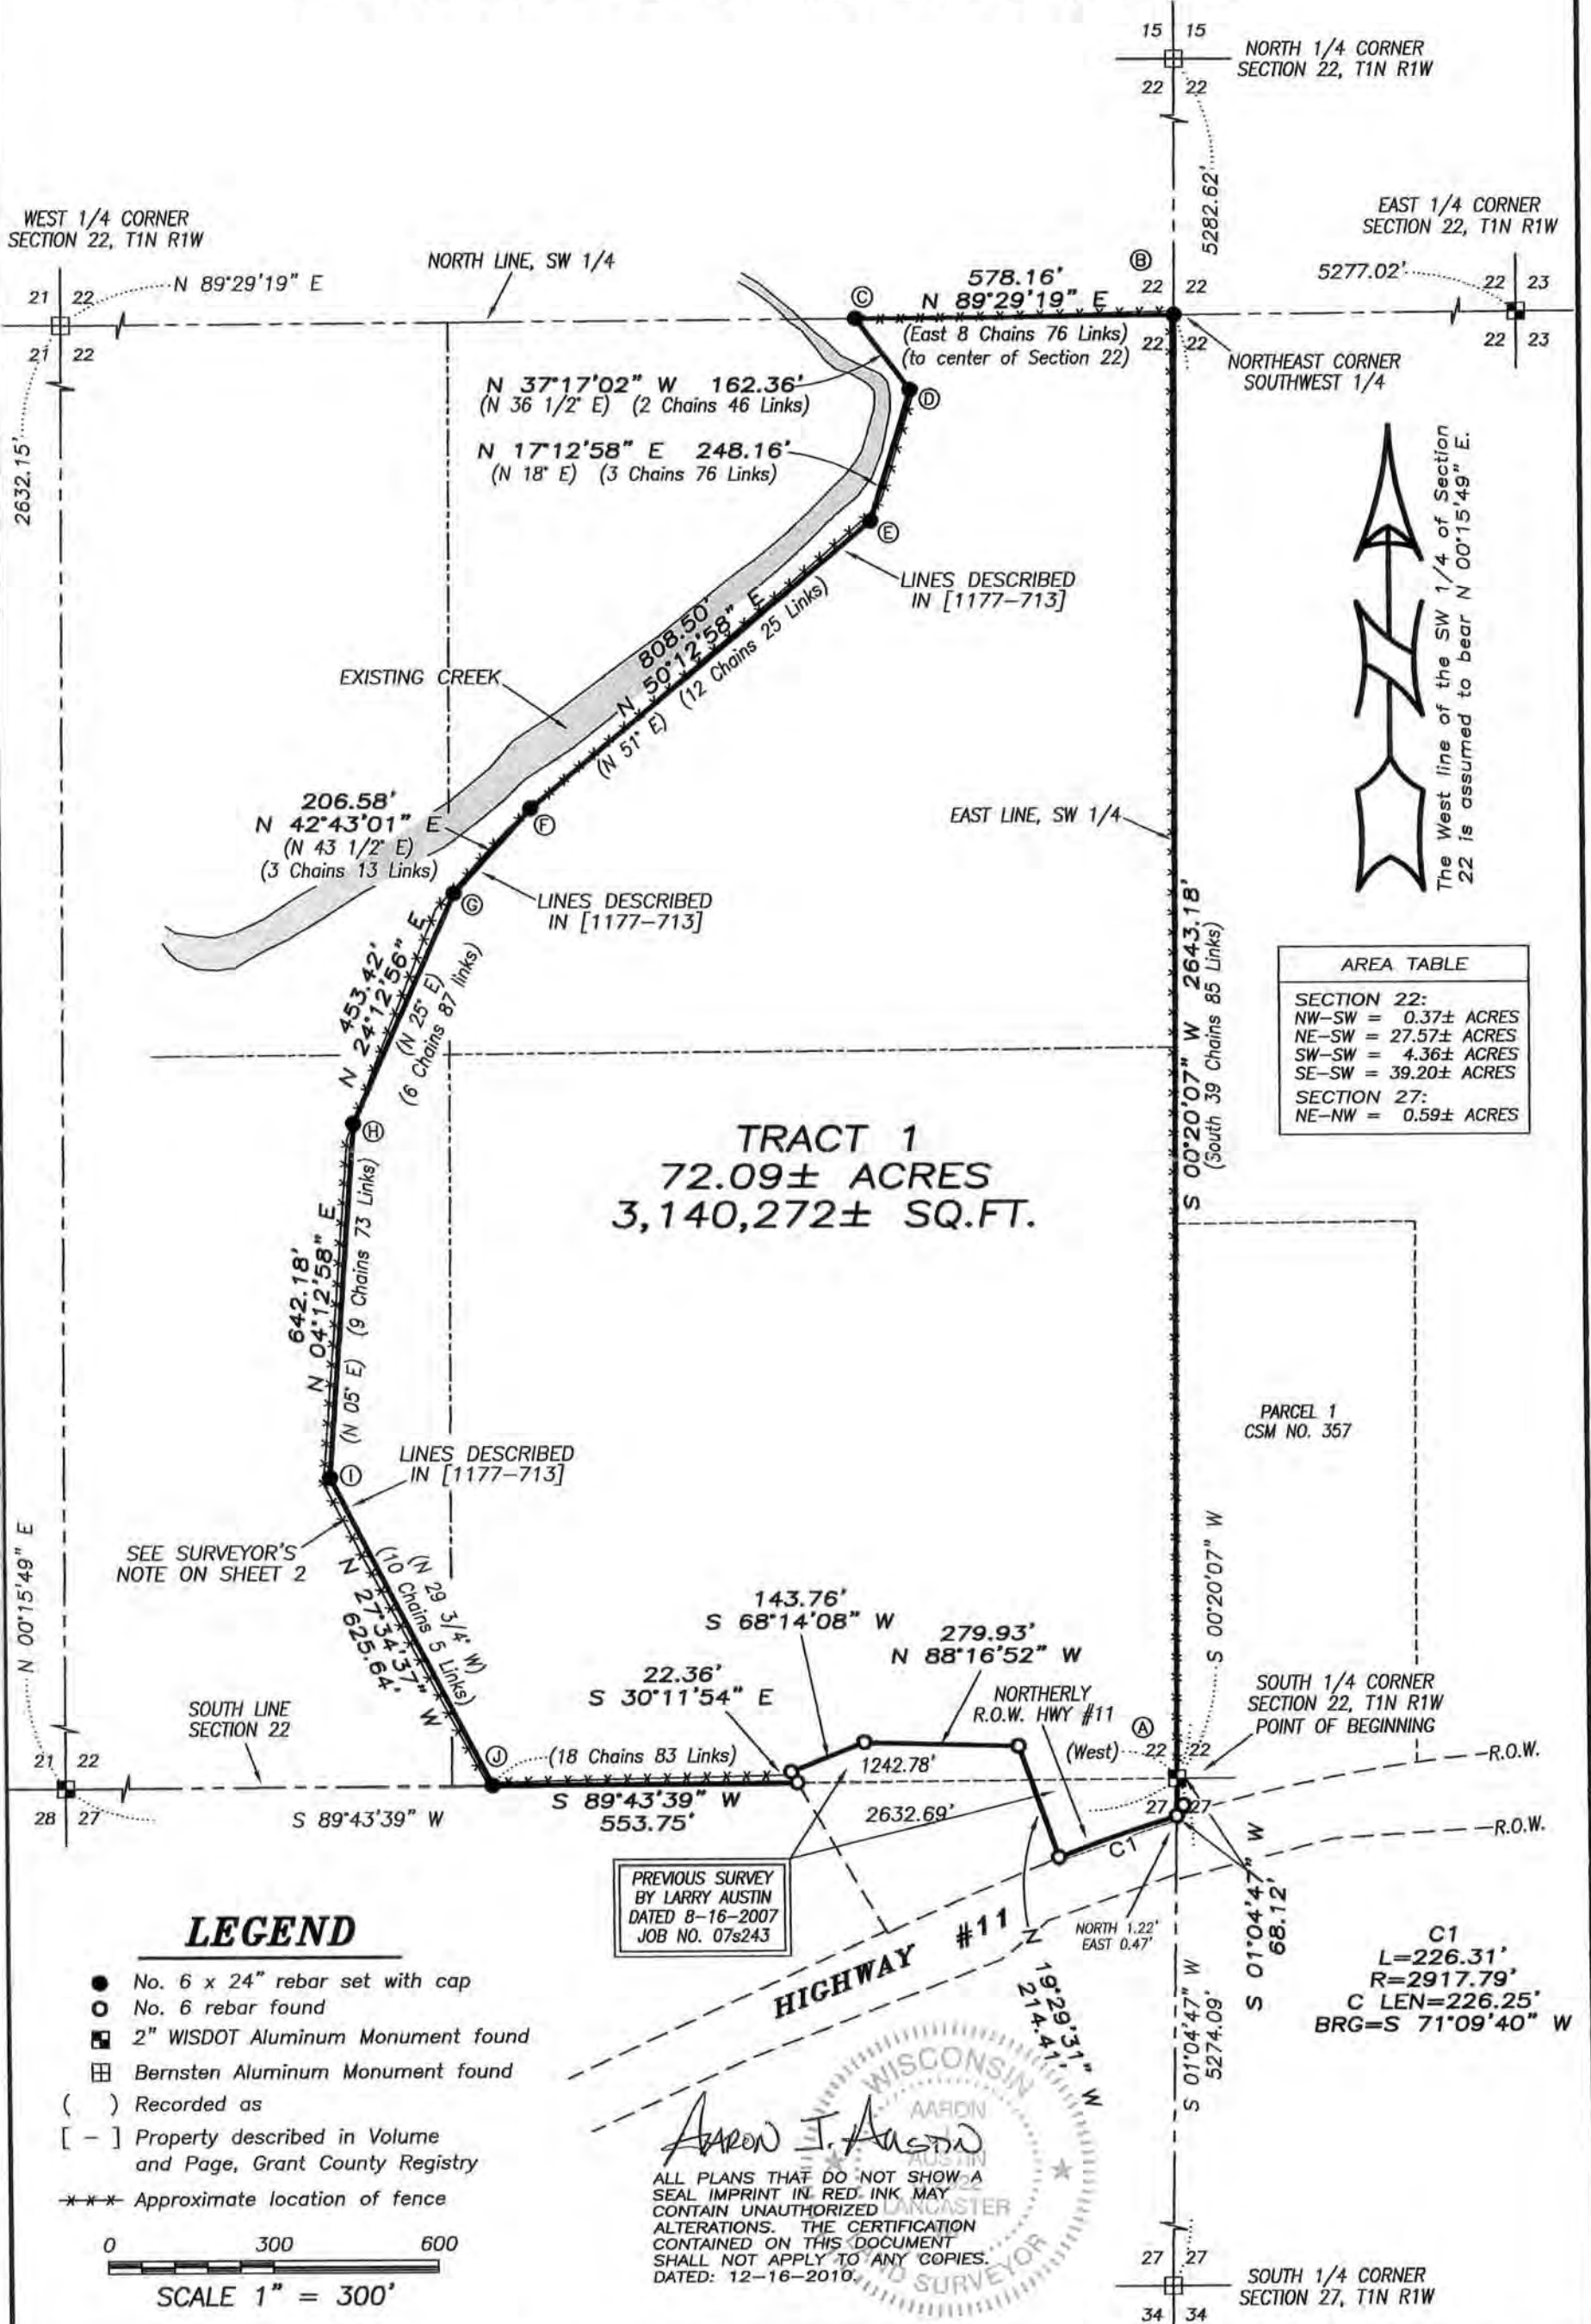 15 15
22 22
NORTH 1/4 CORNER
SECTION 22, T1N R1W
5282.62'
WEST 1/4 CORNER
SECTION 22, T1N R1W
N 89°29'19" E
21 22
21 22
NORTH LINE, SW 1/4
EAST 1/4 CORNER
SECTION 22, T1N R1W
5277.02'
22 23
22 23
B
22 22
22 22
578.16'
C
N 89°29'19" E
(East 8 Chains 76 Links)
(to center of Section 22)
NORTHEAST CORNER
SOUTHWEST 1/4
N 37°17'02" W 162.36'
(N 36 1/2° E) (2 Chains 46 Links)
D
N 17°12'58" E 248.16'
(N 18° E) (3 Chains 76 Links)
E
2632.15'
LINES DESCRIBED
IN [1177-713]
The West line of the SW 1/4 of Section
22 is assumed to bear N 00°15'49" E.
808.50'
N 50°12'58" E
(N 51° E) (12 Chains 25 Links)
EXISTING CREEK
206.58'
N 42°43'01" E
(N 43 1/2° E)
(3 Chains 13 Links)
F
EAST LINE, SW 1/4
G
LINES DESCRIBED
IN [1177-713]
453.42'
N 24°12'56" E
(N 25° E)
(6 Chains 87 links)
S 00°20'07" W 2643.18'
(South 39 Chains 85 Links)
AREA TABLE
SECTION 22:
NW-SW = 0.37± ACRES
NE-SW = 27.57± ACRES
SW-SW = 4.36± ACRES
SE-SW = 39.20± ACRES
SECTION 27:
NE-NW = 0.59± ACRES
H
TRACT 1
72.09± ACRES
3,140,272± SQ.FT.
642.18'
N 04°12'58" E
(N 05° E) (9 Chains 73 Links)
PARCEL 1
CSM NO. 357
I
LINES DESCRIBED
IN [1177-713]
N 00°15'49" E
SEE SURVEYOR'S
NOTE ON SHEET 2
(N 29 3/4° W)
(10 Chains 5 Links)
N 27°34'37" W
625.64'
S 00°20'07" W
143.76'
S 68°14'08" W
279.93'
N 88°16'52" W
22.36'
S 30°11'54" E
SOUTH LINE
SECTION 22
NORTHERLY
R.O.W. HWY #11
A
SOUTH 1/4 CORNER
SECTION 22, T1N R1W
POINT OF BEGINNING
21 22
28 27
J
(18 Chains 83 Links)
1242.78'
(West)
22 22
27 27
R.O.W.
S 89°43'39" W
S 89°43'39" W
553.75'
2632.69'
R.O.W.
C1
PREVIOUS SURVEY
BY LARRY AUSTIN
DATED 8-16-2007
JOB NO. 07s243
HIGHWAY #11
NORTH 1.22'
EAST 0.47'
N 19°29'31" W
214.41'
S 01°04'47" W
68.12'
S 01°04'47" W
5274.09'
C1
L=226.31'
R=2917.79'
C LEN=226.25'
BRG=S 71°09'40" W
LEGEND
No. 6 x 24" rebar set with cap
No. 6 rebar found
2" WISDOT Aluminum Monument found
Bernsten Aluminum Monument found
( ) Recorded as
[ - ] Property described in Volume
and Page, Grant County Registry
Approximate location of fence
0 300 600
SCALE 1" = 300'
WISCONSIN
AARON
AUSTIN
LANCASTER
LAND SURVEYOR
Aaron J. Austin
ALL PLANS THAT DO NOT SHOW A
SEAL IMPRINT IN RED INK MAY
CONTAIN UNAUTHORIZED
ALTERATIONS. THE CERTIFICATION
CONTAINED ON THIS DOCUMENT
SHALL NOT APPLY TO ANY COPIES.
DATED: 12-16-2010
27 27
34 34
SOUTH 1/4 CORNER
SECTION 27, T1N R1W